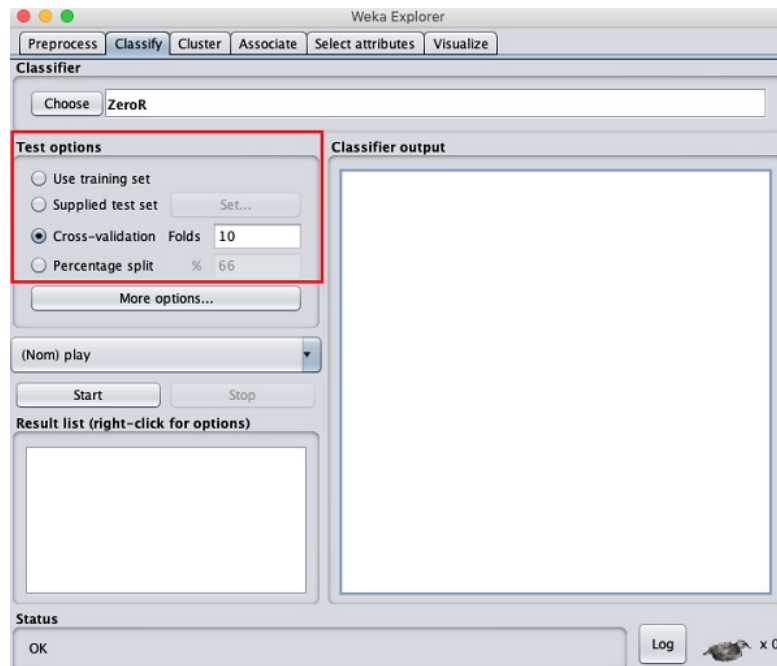 Weka Explorer
Preprocess Classify Cluster Associate Select attributes Visualize
Classifier
Choose ZeroR
Test options
Use training set
Supplied test set Set...
Cross-validation Folds 10
Percentage split % 66
More options...
(Nom) play
Start Stop
Result list (right-click for options)
Classifier output
Status
OK
Log
x 0